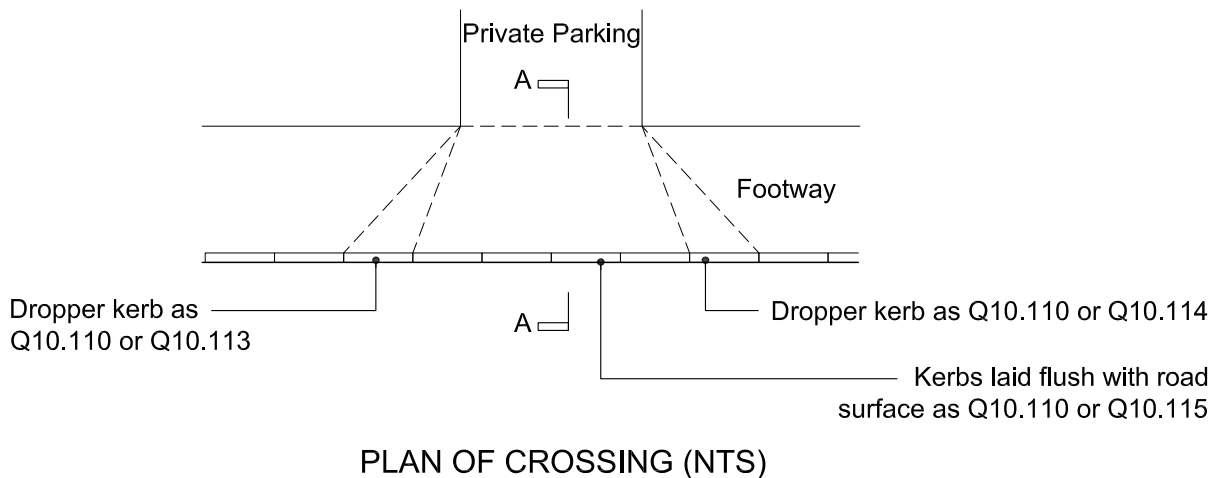 Private Parking
A
Footway
Dropper kerb as
Q10.110 or Q10.113
A
Dropper kerb as Q10.110 or Q10.114
Kerbs laid flush with road
surface as Q10.110 or Q10.115
PLAN OF CROSSING (NTS)